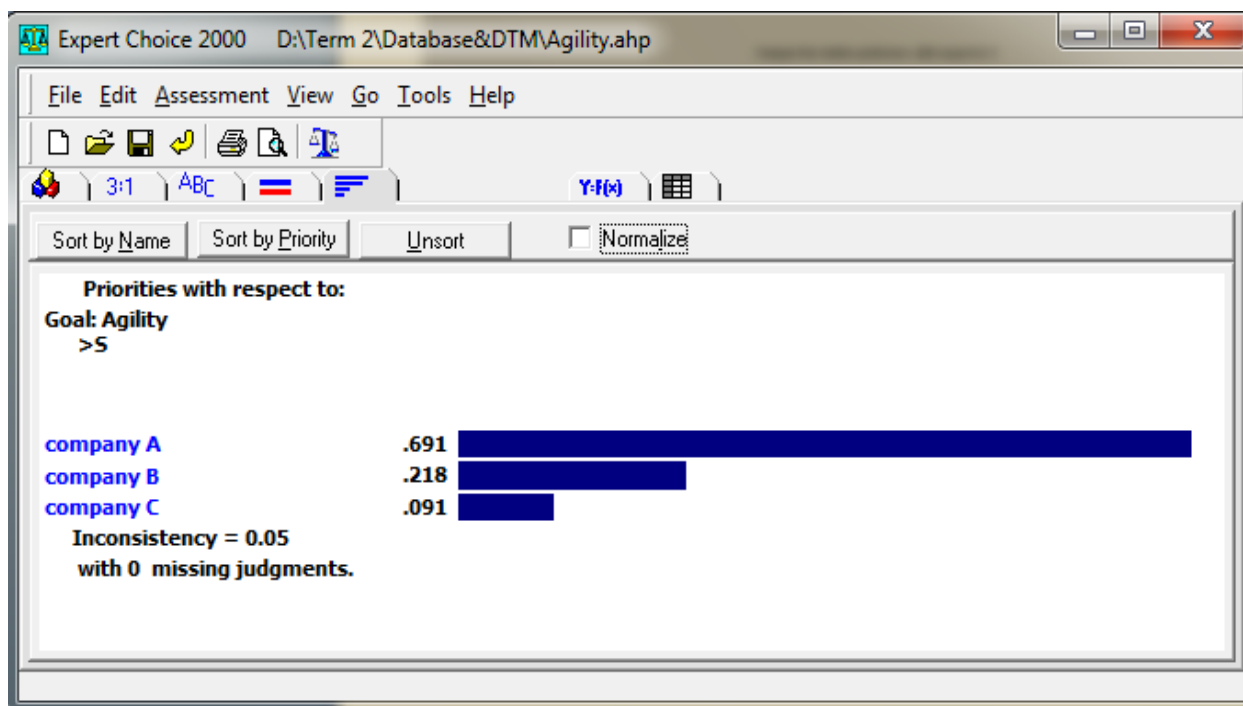 Expert Choice 2000 D:\Term 2\Database&DTM\Agility.ahp
File Edit Assessment View Go Tools Help
3:1 ABC Y=F(x)
Sort by Name Sort by Priority Unsort Normalize
Priorities with respect to:
Goal: Agility
>S
company A .691
company B .218
company C .091
Inconsistency = 0.05
with 0 missing judgments.